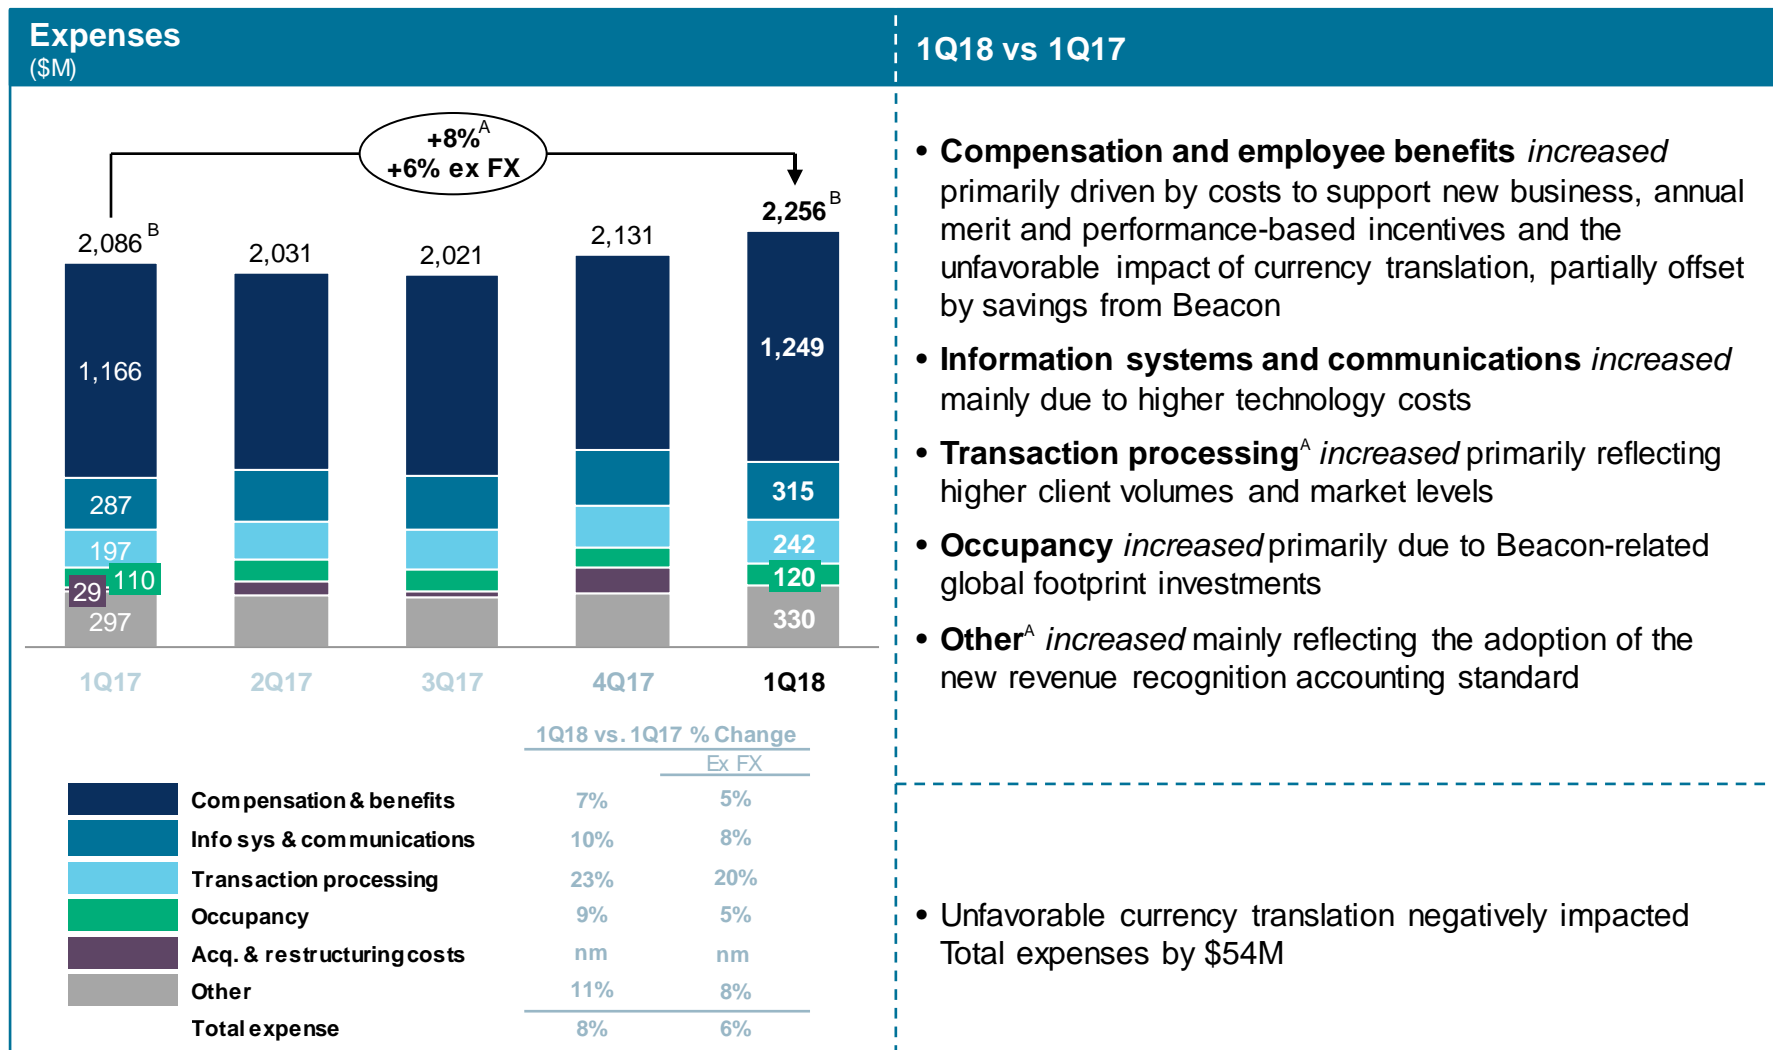 Expenses
($M)
1Q18 vs 1Q17
+8%A
+6% ex FX
2,086 B
2,031
2,021
2,131
2,256 B
1,166
287
197
110
29
297
1,249
315
242
120
330
1Q17 2Q17 3Q17 4Q17 1Q18
1Q18 vs. 1Q17 % Change
Ex FX
Compensation & benefits 7% 5%
Info sys & communications 10% 8%
Transaction processing 23% 20%
Occupancy 9% 5%
Acq. & restructuring costs nm nm
Other 11% 8%
Total expense 8% 6%
• Compensation and employee benefits increased
primarily driven by costs to support new business, annual
merit and performance-based incentives and the
unfavorable impact of currency translation, partially offset
by savings from Beacon
• Information systems and communications increased
mainly due to higher technology costs
• Transaction processingA increased primarily reflecting
higher client volumes and market levels
• Occupancy increased primarily due to Beacon-related
global footprint investments
• OtherA increased mainly reflecting the adoption of the
new revenue recognition accounting standard
• Unfavorable currency translation negatively impacted
Total expenses by $54M